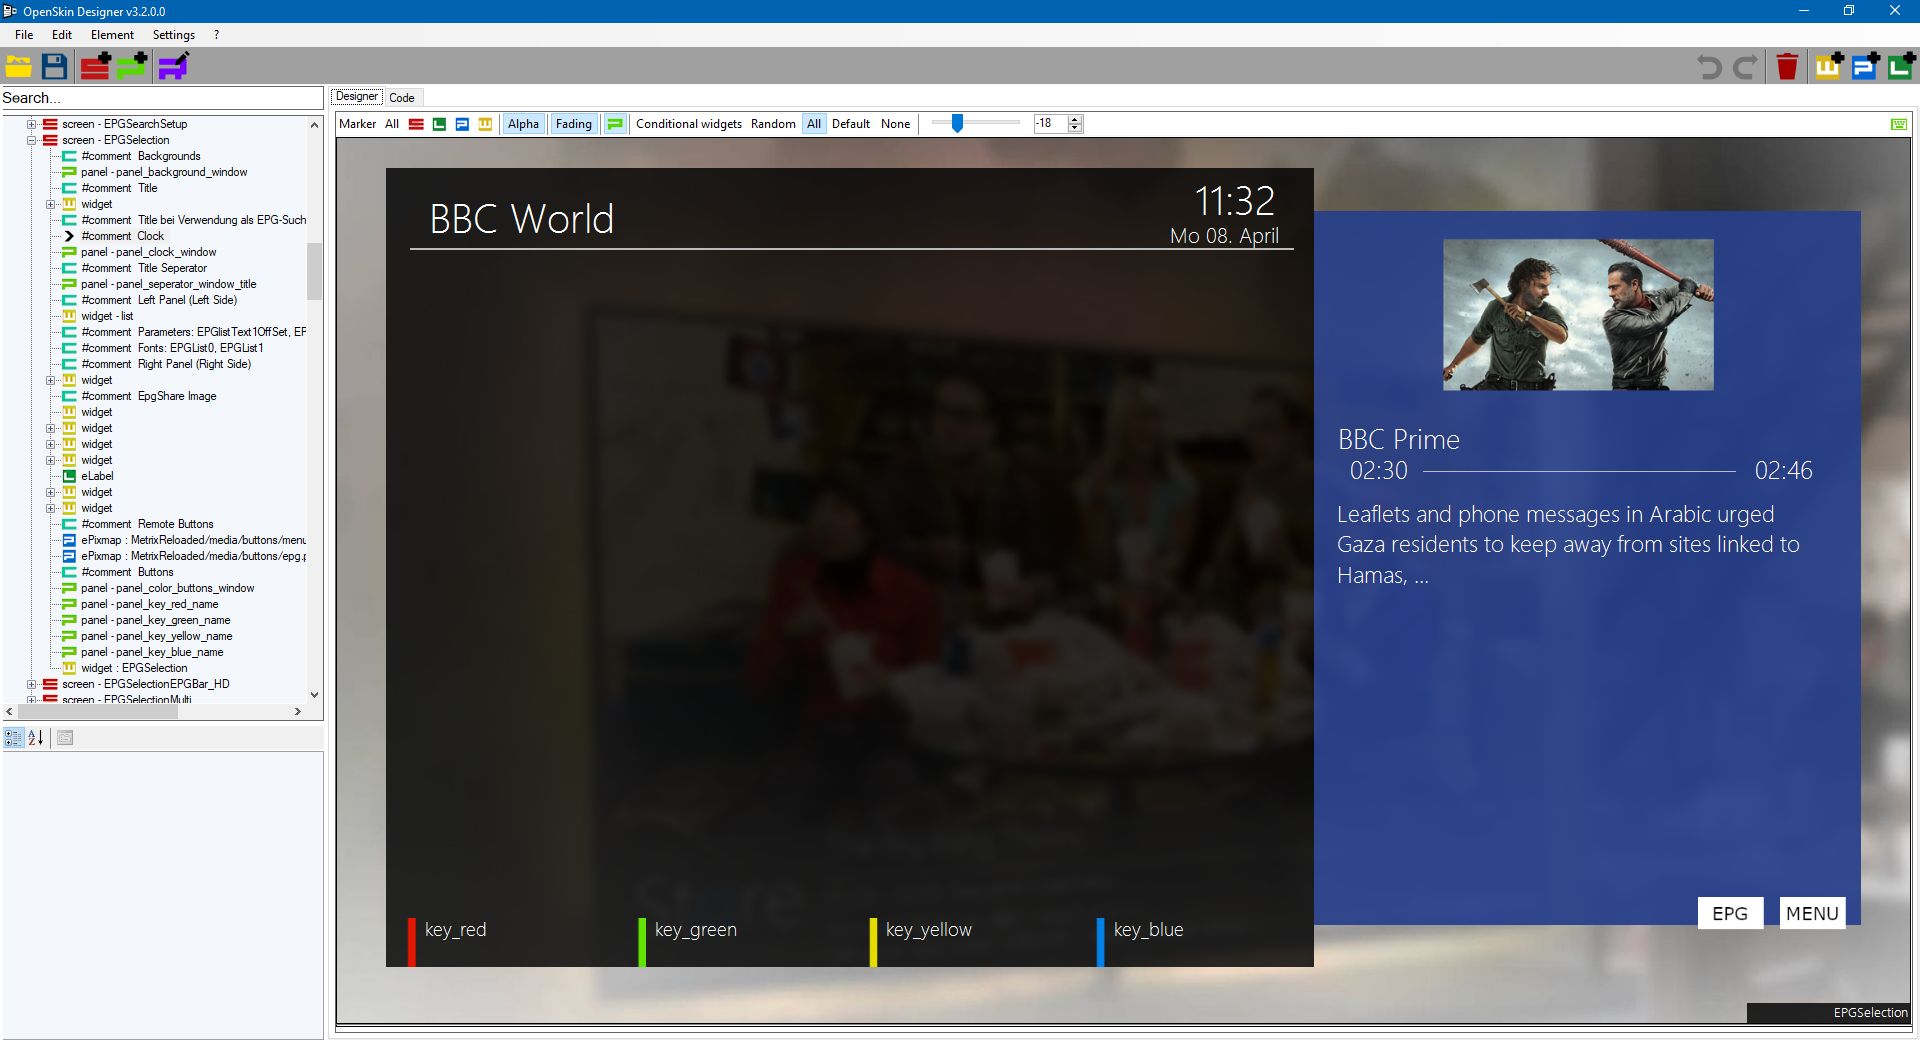 OpenSkin Designer v3.2.0.0
File Edit Element Settings ?
Search...
Designer Code
Marker All Alpha Fading Conditional widgets Random All Default None -18
screen - EPGSearchSetup
screen - EPGSelection
#comment Backgrounds
panel - panel_background_window
#comment Title
widget
#comment Title bei Verwendung als EPG-Such
#comment Clock
panel - panel_clock_window
#comment Title Seperator
panel - panel_seperator_window_title
#comment Left Panel (Left Side)
widget - list
#comment Parameters: EPGlistText1OffSet, EF
#comment Fonts: EPGList0, EPGList1
#comment Right Panel (Right Side)
widget
#comment EpgShare Image
widget
widget
widget
widget
eLabel
widget
widget
#comment Remote Buttons
ePixmap : MetrixReloaded/media/buttons/menu
ePixmap : MetrixReloaded/media/buttons/epg.p
#comment Buttons
panel - panel_color_buttons_window
panel - panel_key_red_name
panel - panel_key_green_name
panel - panel_key_yellow_name
panel - panel_key_blue_name
widget : EPGSelection
screen - EPGSelectionEPGBar_HD
screen - EPGSelectionMulti
BBC World
11:32
Mo 08. April
BBC Prime
02:30 02:46
Leaflets and phone messages in Arabic urged
Gaza residents to keep away from sites linked to
Hamas, ...
EPG MENU
key_red key_green key_yellow key_blue
EPGSelection